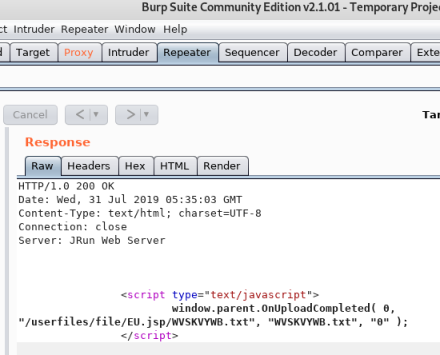 Burp Suite Community Edition v2.1.01 - Temporary Proje
ct Intruder Repeater Window Help
d Target Proxy Intruder Repeater Sequencer Decoder Comparer Exte
Cancel < > Tar
Response
Raw Headers Hex HTML Render
HTTP/1.0 200 OK
Date: Wed, 31 Jul 2019 05:35:03 GMT
Content-Type: text/html; charset=UTF-8
Connection: close
Server: JRun Web Server
<script type="text/javascript">
window.parent.OnUploadCompleted( 0,
"/userfiles/file/EU.jsp/WVSKVYWB.txt", "WVSKVYWB.txt", "0" );
</script>